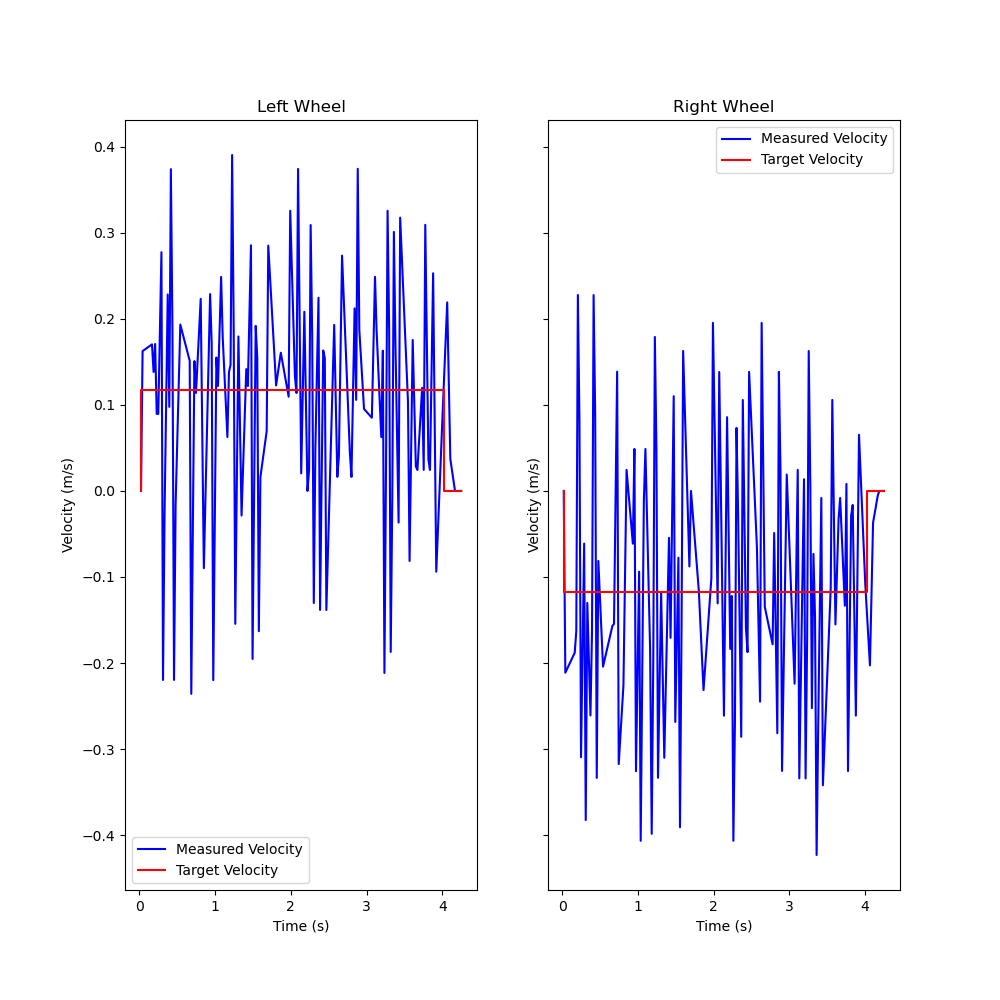 Left Wheel
Right Wheel
0.4
0.3
0.2
0.1
0.0
−0.1
−0.2
−0.3
−0.4
Velocity (m/s)
Measured Velocity
Target Velocity
0 1 2 3 4
Time (s)
Velocity (m/s)
Measured Velocity
Target Velocity
0 1 2 3 4
Time (s)